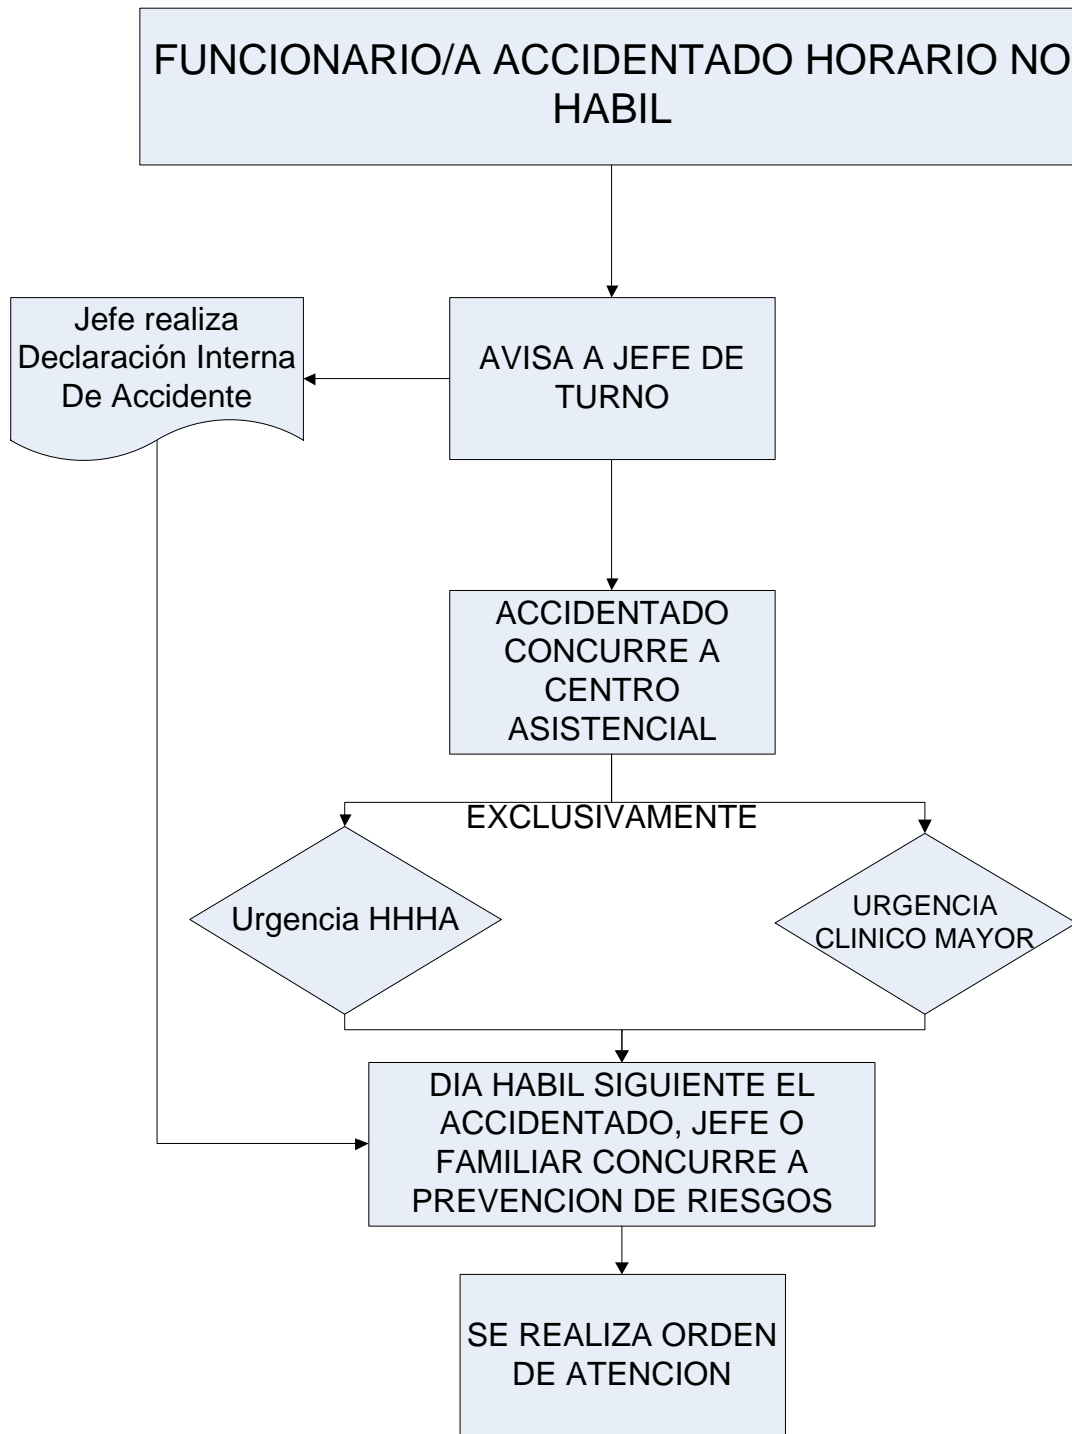 FUNCIONARIO/A ACCIDENTADO HORARIO NO
HABIL
Jefe realiza
Declaración Interna
De Accidente
AVISA A JEFE DE
TURNO
ACCIDENTADO
CONCURRE A
CENTRO
ASISTENCIAL
EXCLUSIVAMENTE
Urgencia HHHA
URGENCIA
CLINICO MAYOR
DIA HABIL SIGUIENTE EL
ACCIDENTADO, JEFE O
FAMILIAR CONCURRE A
PREVENCION DE RIESGOS
SE REALIZA ORDEN
DE ATENCION